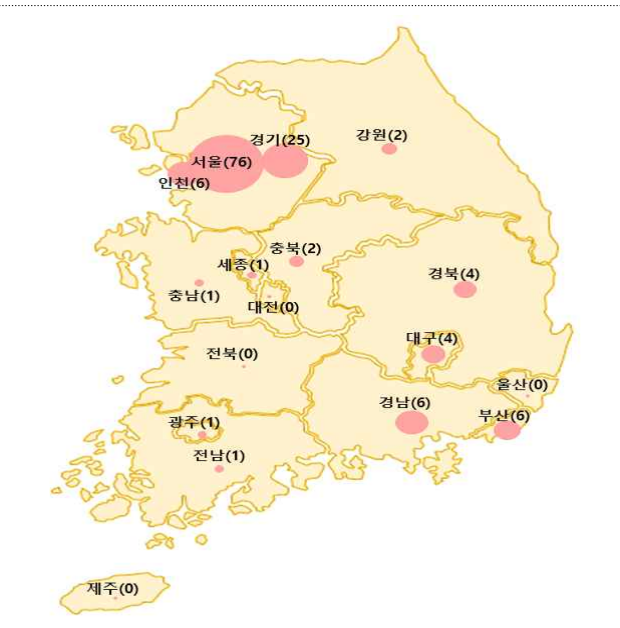 강원(2)
경기(25)
서울(76)
인천(6)
충북(2)
세종(1)
경북(4)
충남(1)
대전(0)
대구(4)
전북(0)
울산(0)
경남(6)
부산(6)
광주(1)
전남(1)
제주(0)